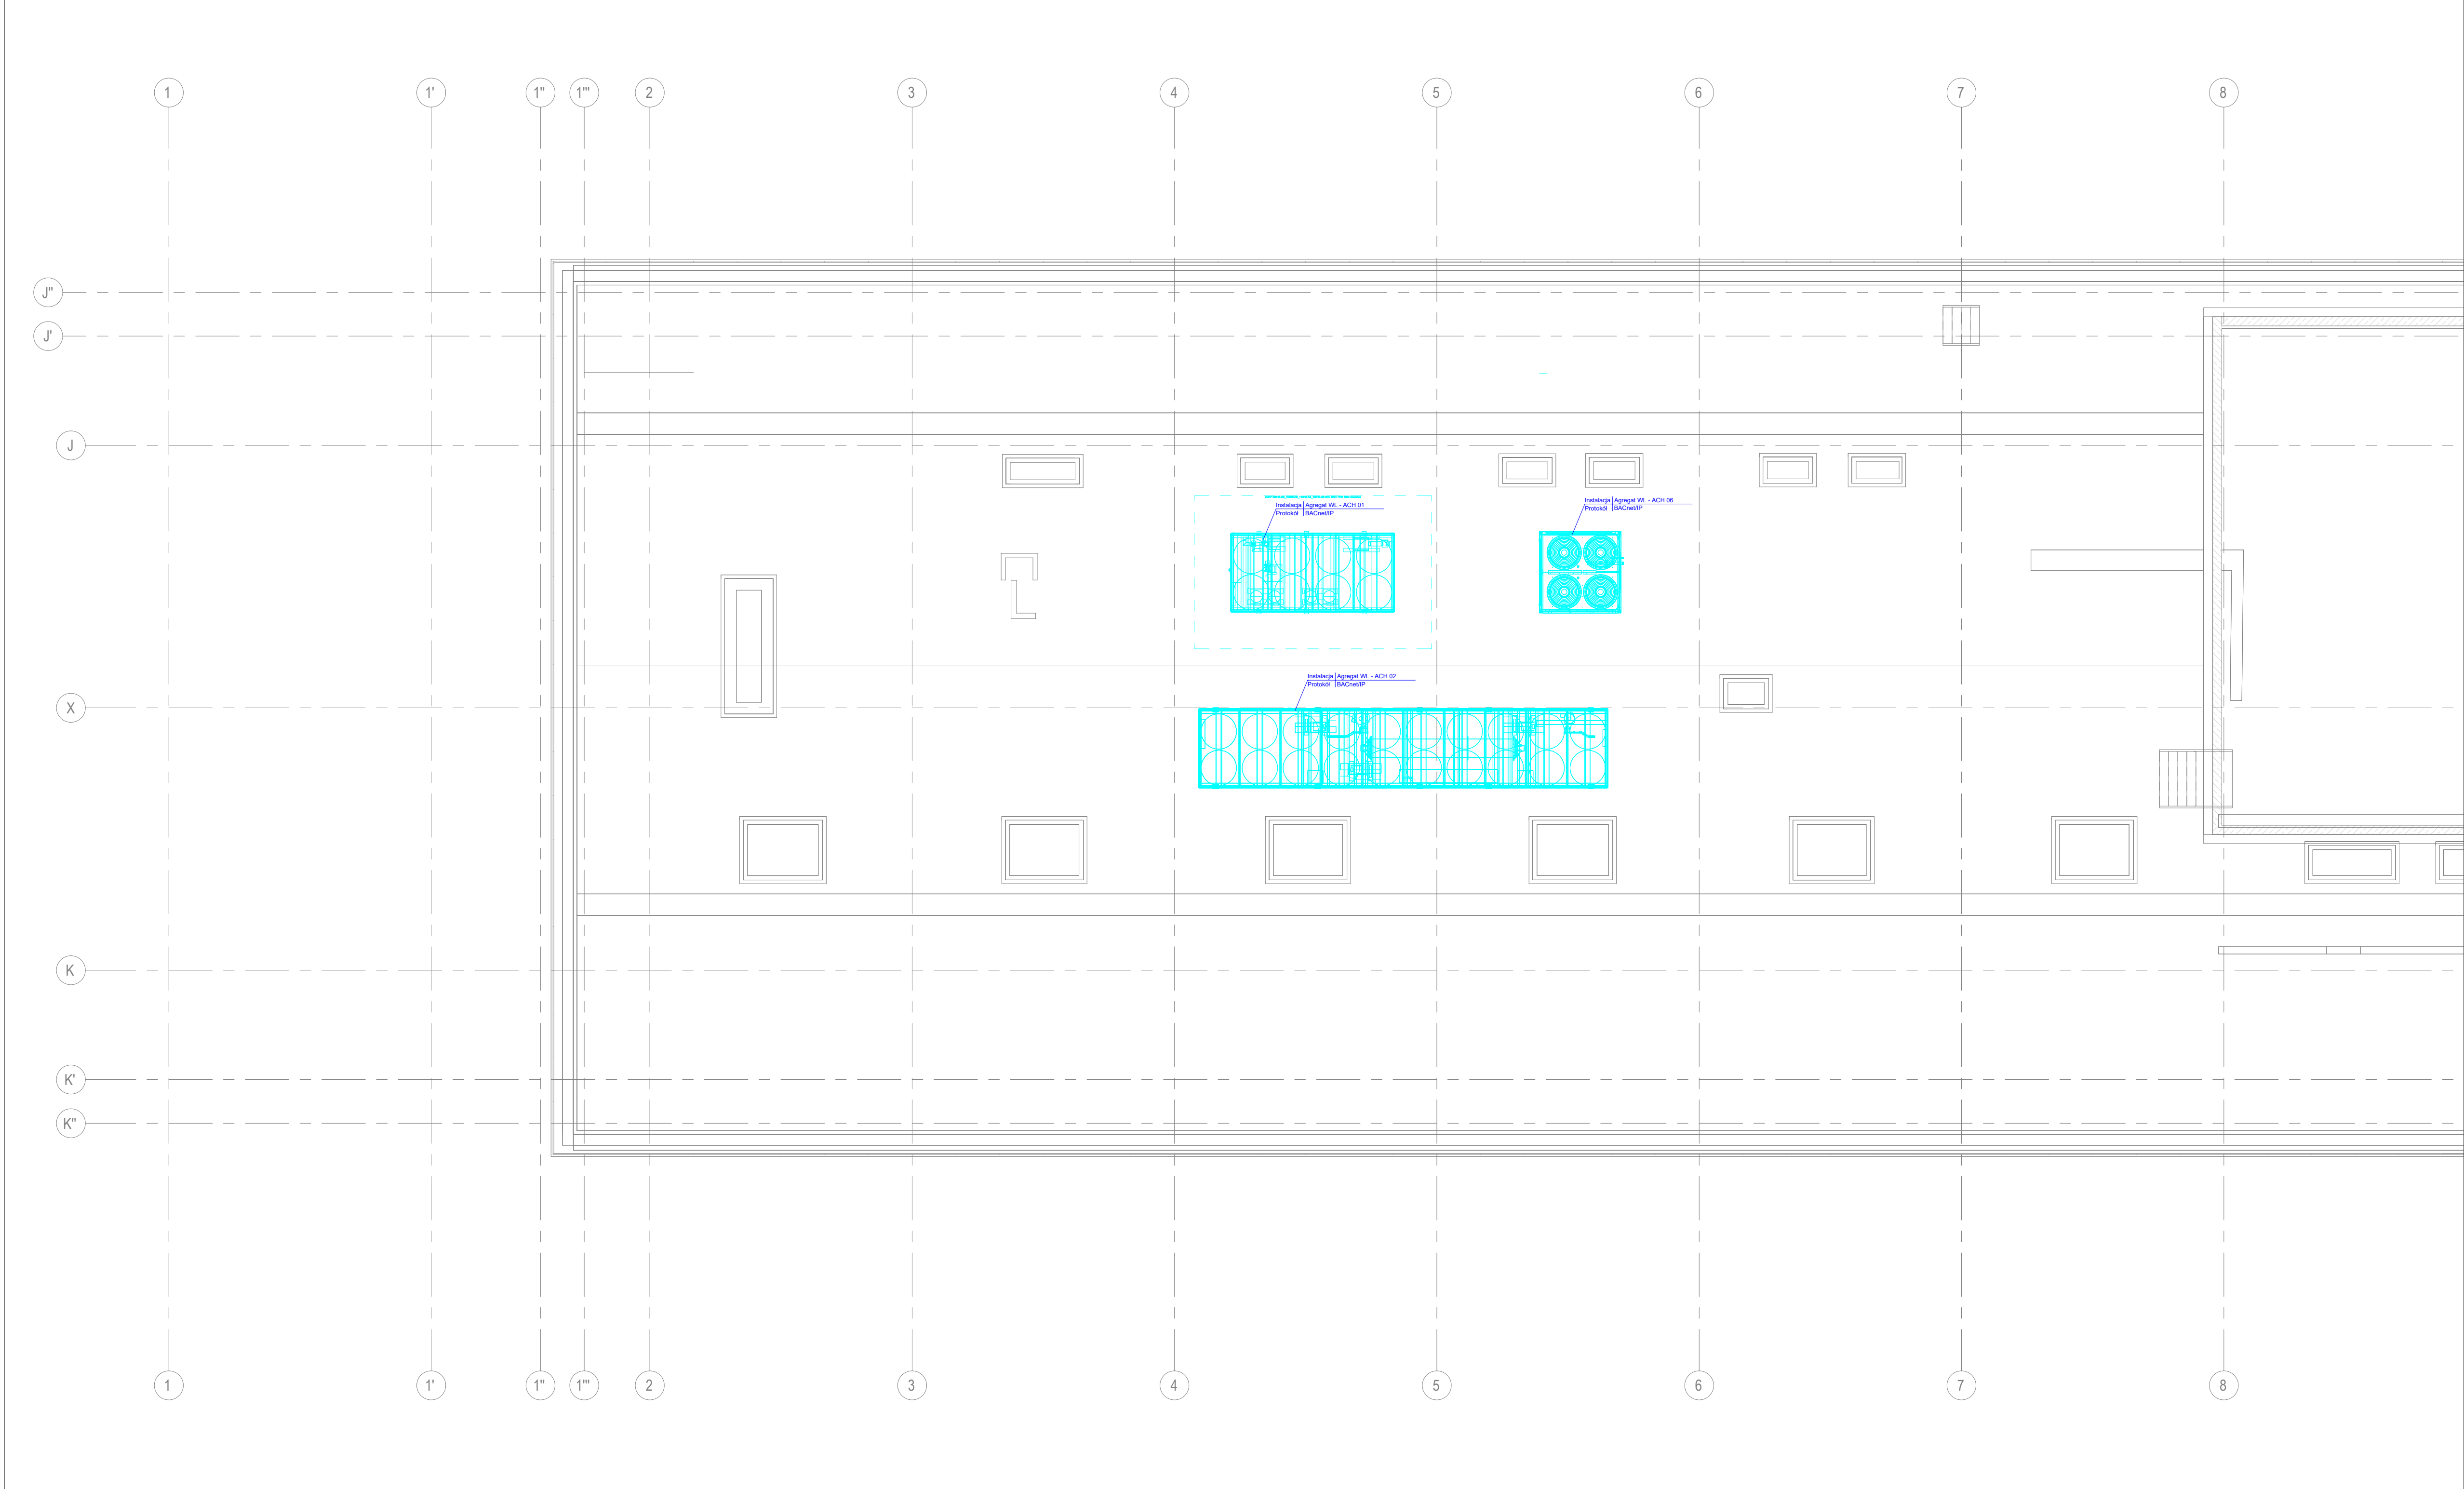 1 1' 1" 1'" 2 3 4 5 6 7 8
J"
J'
J
Instalacja Agregat WL - ACH 01
Protokół BACnet/IP
Instalacja Agregat WL - ACH 06
Protokół BACnet/IP
Instalacja Agregat WL - ACH 02
Protokół BACnet/IP
X
K
K'
K"
1 1' 1" 1'" 2 3 4 5 6 7 8